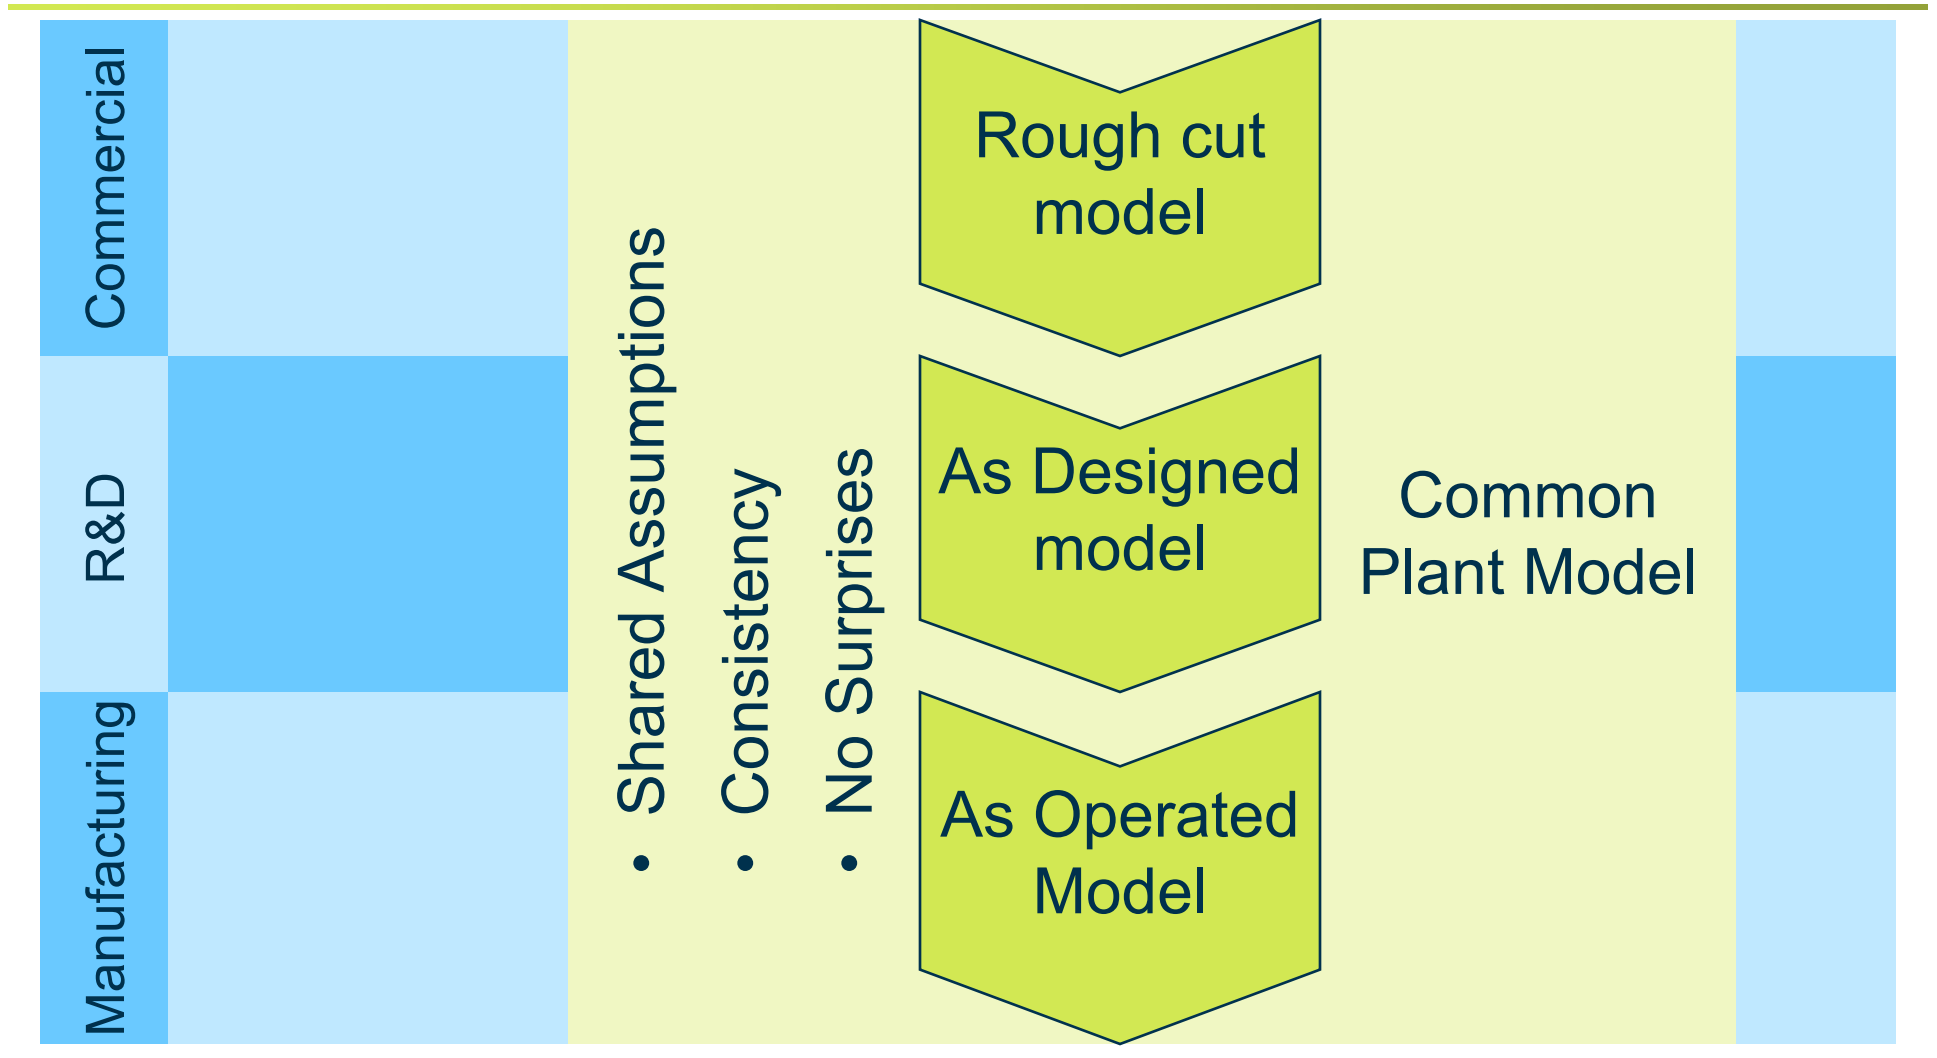 Commercial
R&D
Manufacturing
• Shared Assumptions
• Consistency
• No Surprises
Rough cut
model
As Designed
model
As Operated
Model
Common
Plant Model